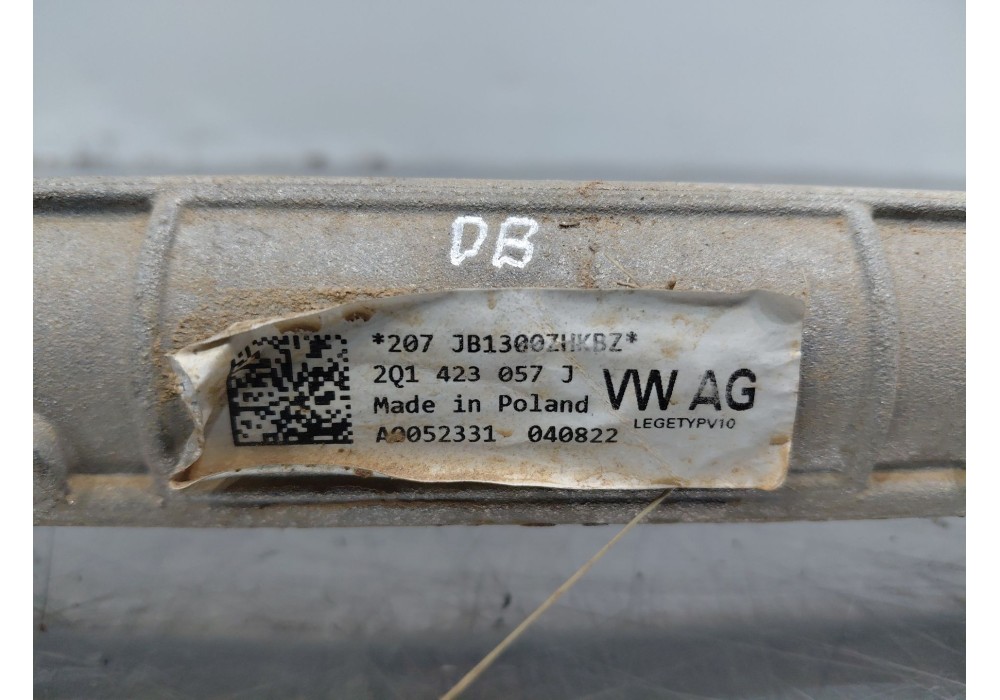 DB
*207 JB1300ZHKBZ*
2Q1 423 057 J
Made in Poland
VW AG
LEGETYPV10
A0052331 040822